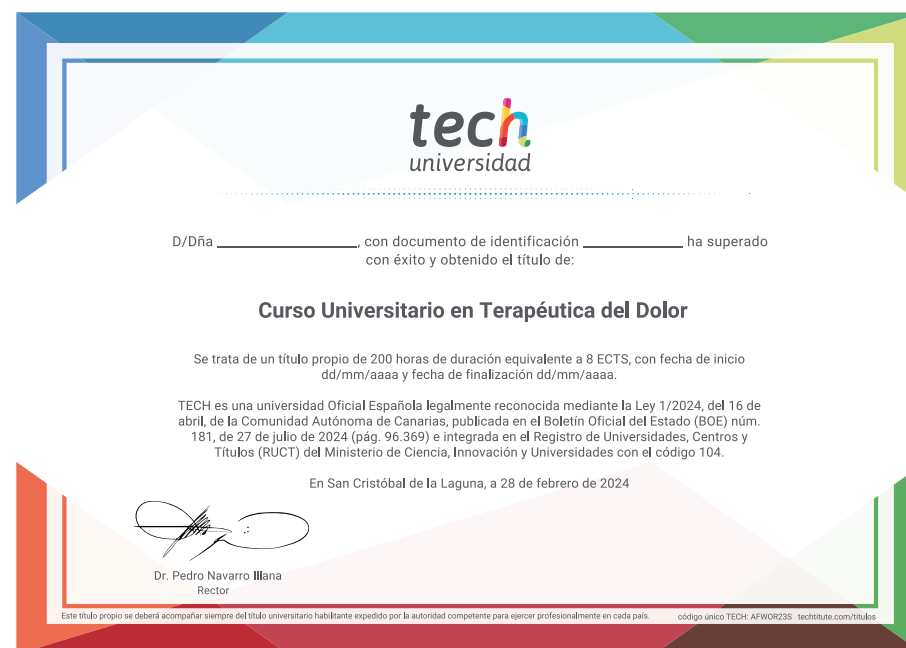 tech
universidad
D/Dña ____________________, con documento de identificación ______________ ha superado
con éxito y obtenido el título de:
Curso Universitario en Terapéutica del Dolor
Se trata de un título propio de 200 horas de duración equivalente a 8 ECTS, con fecha de inicio
dd/mm/aaaa y fecha de finalización dd/mm/aaaa.
TECH es una universidad Oficial Española legalmente reconocida mediante la Ley 1/2024, del 16 de
abril, de la Comunidad Autónoma de Canarias, publicada en el Boletín Oficial del Estado (BOE) núm.
181, de 27 de julio de 2024 (pág. 96.369) e integrada en el Registro de Universidades, Centros y
Títulos (RUCT) del Ministerio de Ciencia, Innovación y Universidades con el código 104.
En San Cristóbal de la Laguna, a 28 de febrero de 2024
Dr. Pedro Navarro Illana
Rector
Este título propio se deberá acompañar siempre del título universitario habilitante expedido por la autoridad competente para ejercer profesionalmente en cada país.
código único TECH: AFWOR23S techtitute.com/titulos